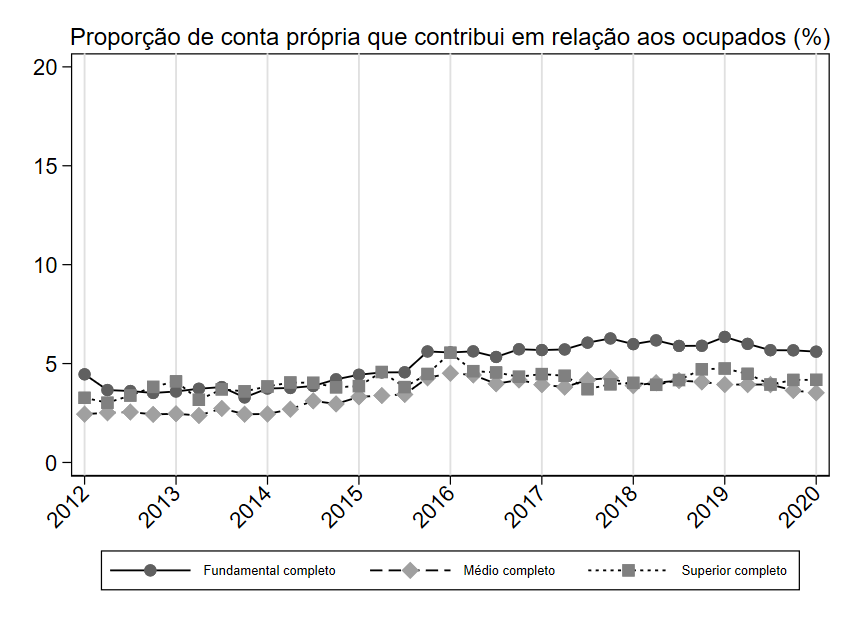 Proporção de conta própria que contribui em relação aos ocupados (%)
20
15
10
5
0
2012 2013 2014 2015 2016 2017 2018 2019 2020
Fundamental completo Médio completo Superior completo